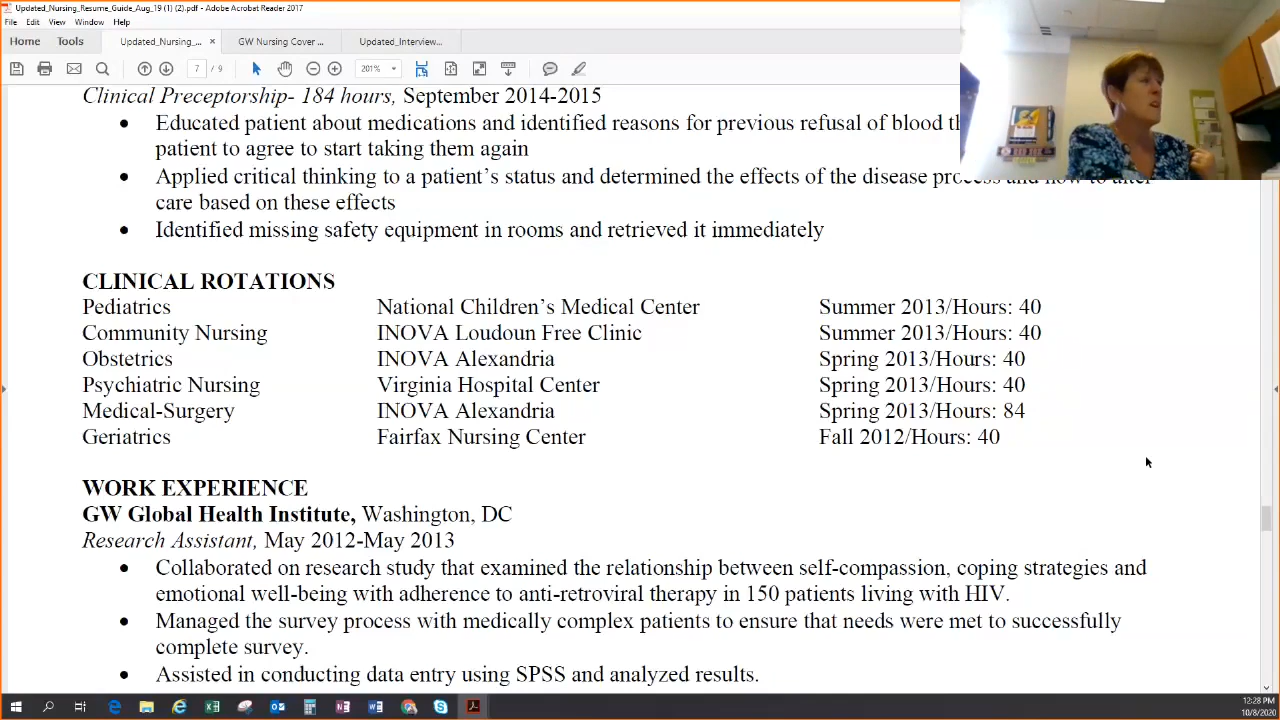 Updated_Nursing_Resume_Guide_Aug_19 (1) (2).pdf - Adobe Acrobat Reader 2017
File Edit View Window Help
Home Tools Updated_Nursing_... × GW Nursing Cover ... Updated_Interview...
7 / 9 201%
Clinical Preceptorship- 184 hours, September 2014-2015
• Educated patient about medications and identified reasons for previous refusal of blood
patient to agree to start taking them again
• Applied critical thinking to a patient's status and determined the effects of the disease process and how to alter
care based on these effects
• Identified missing safety equipment in rooms and retrieved it immediately
CLINICAL ROTATIONS
Pediatrics National Children's Medical Center Summer 2013/Hours: 40
Community Nursing INOVA Loudoun Free Clinic Summer 2013/Hours: 40
Obstetrics INOVA Alexandria Spring 2013/Hours: 40
Psychiatric Nursing Virginia Hospital Center Spring 2013/Hours: 40
Medical-Surgery INOVA Alexandria Spring 2013/Hours: 84
Geriatrics Fairfax Nursing Center Fall 2012/Hours: 40
WORK EXPERIENCE
GW Global Health Institute, Washington, DC
Research Assistant, May 2012-May 2013
• Collaborated on research study that examined the relationship between self-compassion, coping strategies and
emotional well-being with adherence to anti-retroviral therapy in 150 patients living with HIV.
• Managed the survey process with medically complex patients to ensure that needs were met to successfully
complete survey.
• Assisted in conducting data entry using SPSS and analyzed results.
12:28 PM
10/8/2020